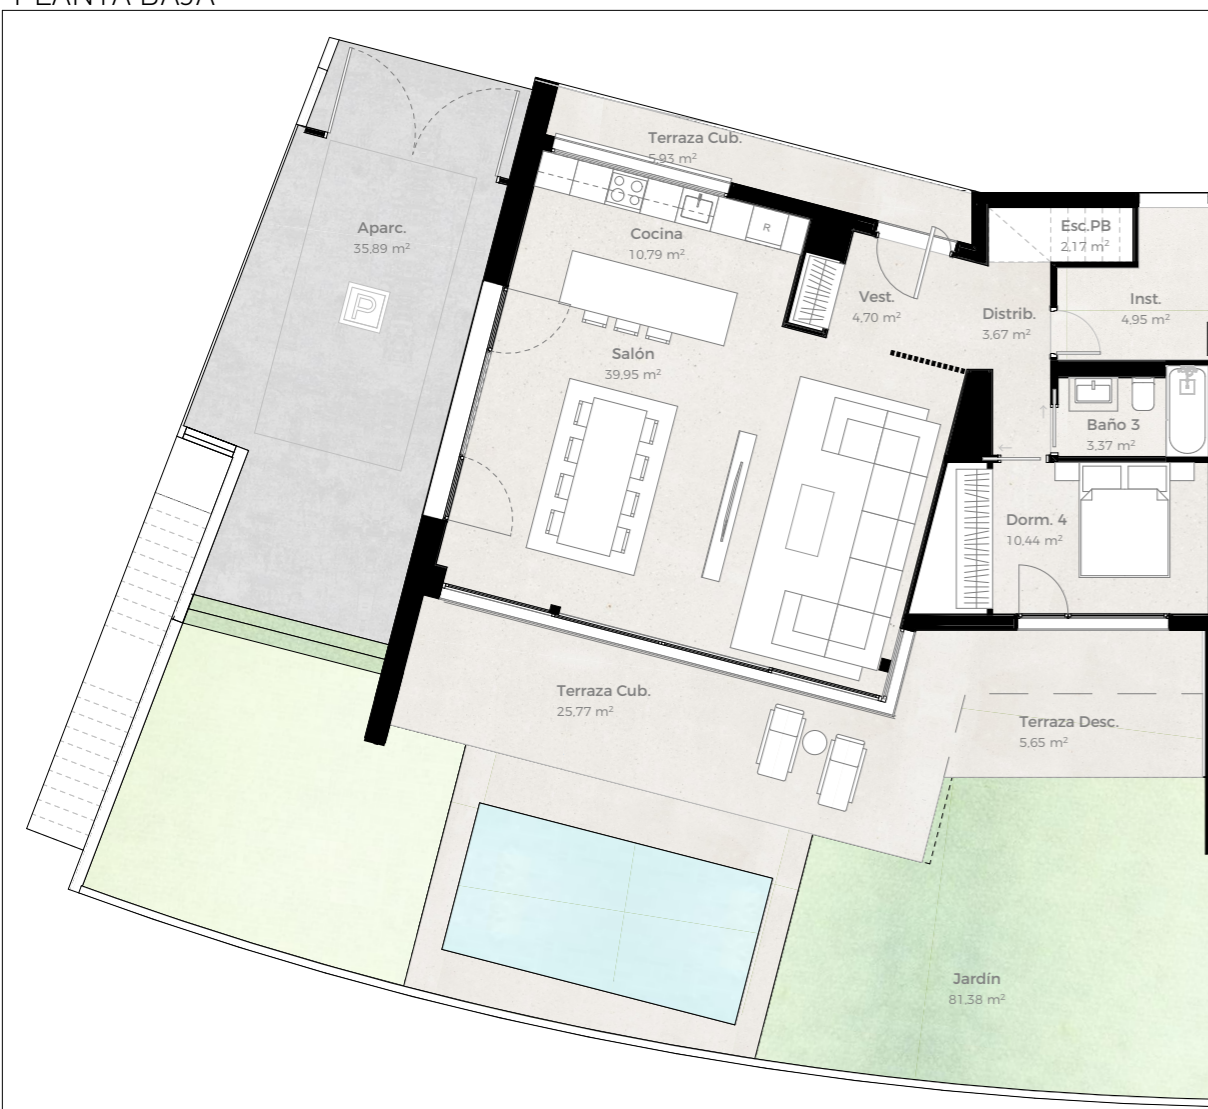 PLANTA BAJA
Terraza Cub.
5,93 m²
Aparc.
35,89 m²
P
Cocina
10,79 m²
R
Esc.PB
2,17 m²
Vest.
4,70 m²
Distrib.
3,67 m²
Inst.
4,95 m²
Salón
39,95 m²
Baño 3
3,37 m²
Dorm. 4
10,44 m²
Terraza Cub.
25,77 m²
Terraza Desc.
5,65 m²
Jardín
81,38 m²